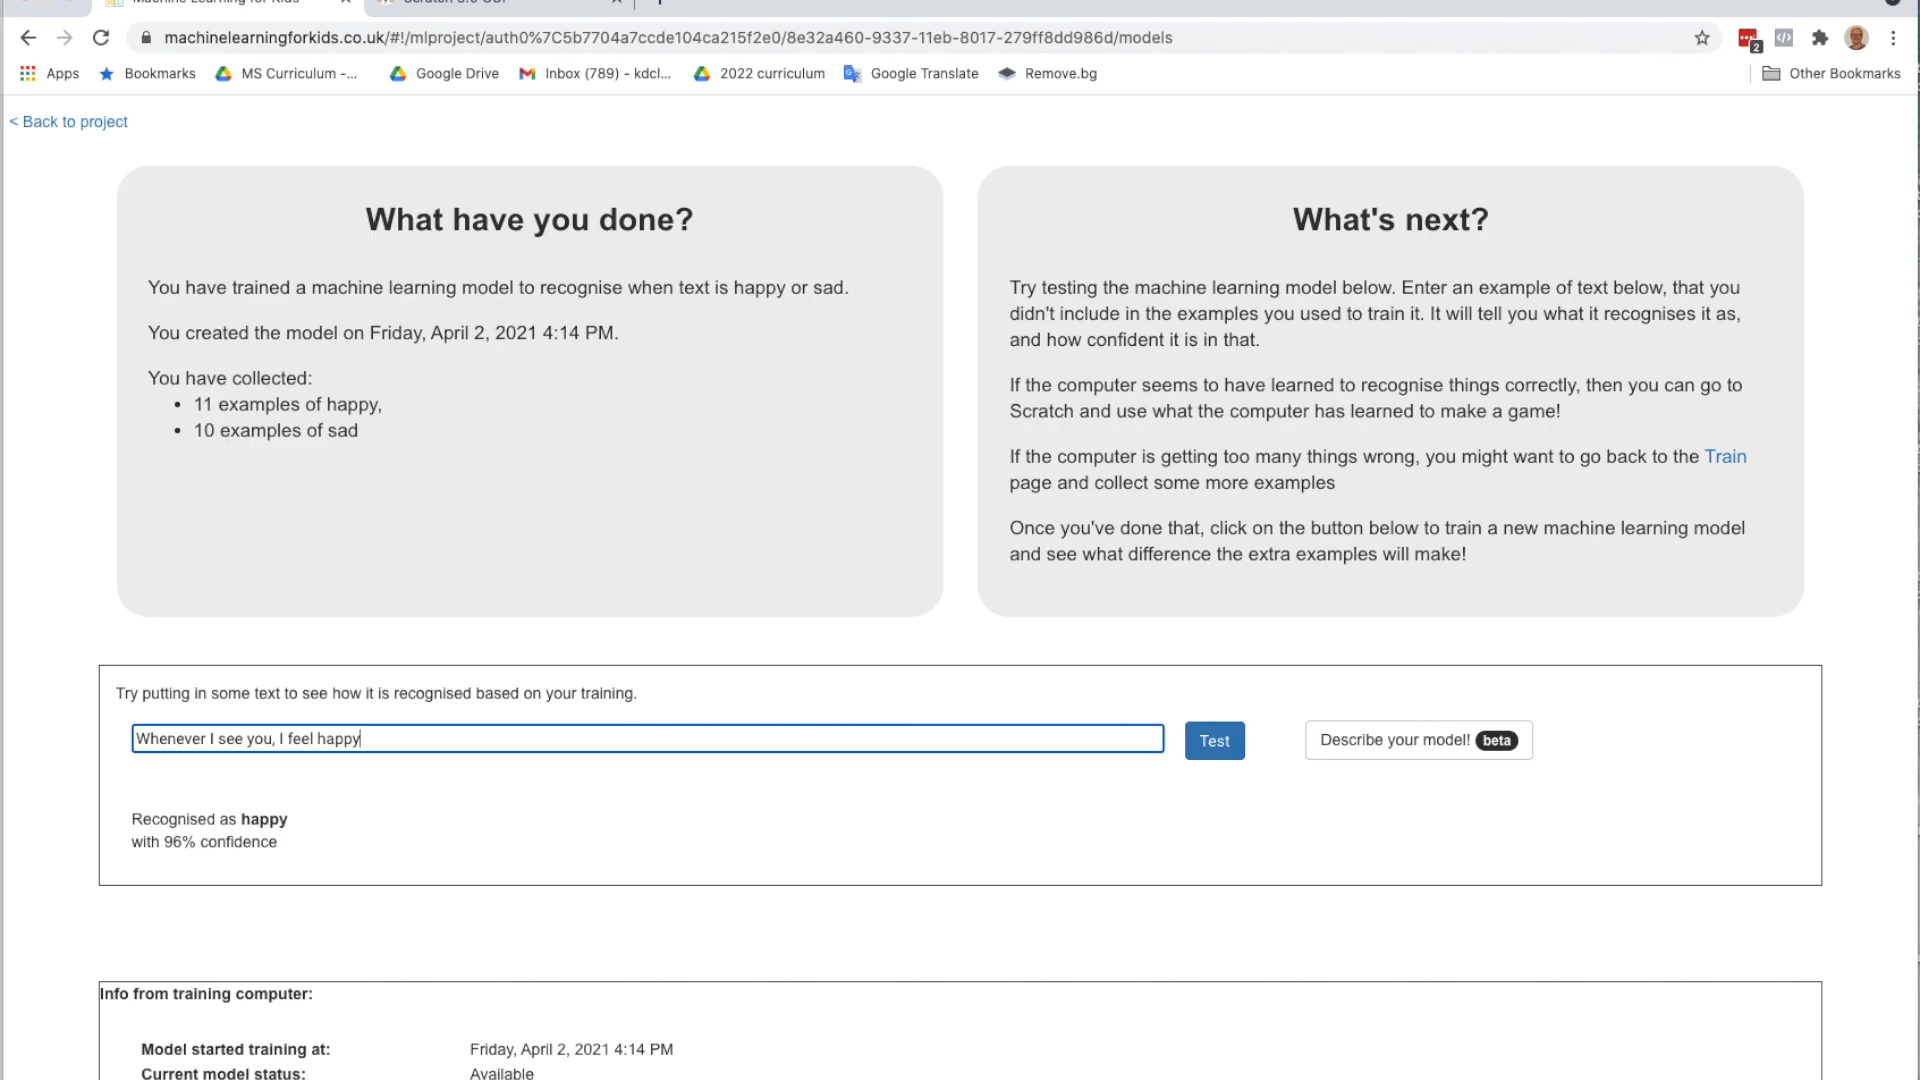 machinelearningforkids.co.uk/#!/mlproject/auth0%7C5b7704a7ccde104ca215f2e0/8e32a460-9337-11eb-8017-279ff8dd986d/models
2
Apps Bookmarks MS Curriculum -... Google Drive Inbox (789) - kdcl... 2022 curriculum Google Translate Remove.bg Other Bookmarks
< Back to project
What have you done?
You have trained a machine learning model to recognise when text is happy or sad.
You created the model on Friday, April 2, 2021 4:14 PM.
You have collected:
• 11 examples of happy,
• 10 examples of sad
What's next?
Try testing the machine learning model below. Enter an example of text below, that you
didn't include in the examples you used to train it. It will tell you what it recognises it as,
and how confident it is in that.
If the computer seems to have learned to recognise things correctly, then you can go to
Scratch and use what the computer has learned to make a game!
If the computer is getting too many things wrong, you might want to go back to the Train
page and collect some more examples
Once you've done that, click on the button below to train a new machine learning model
and see what difference the extra examples will make!
Try putting in some text to see how it is recognised based on your training.
Whenever I see you, I feel happy
Test
Describe your model! beta
Recognised as happy
with 96% confidence
Info from training computer:
Model started training at: Friday, April 2, 2021 4:14 PM
Current model status: Available